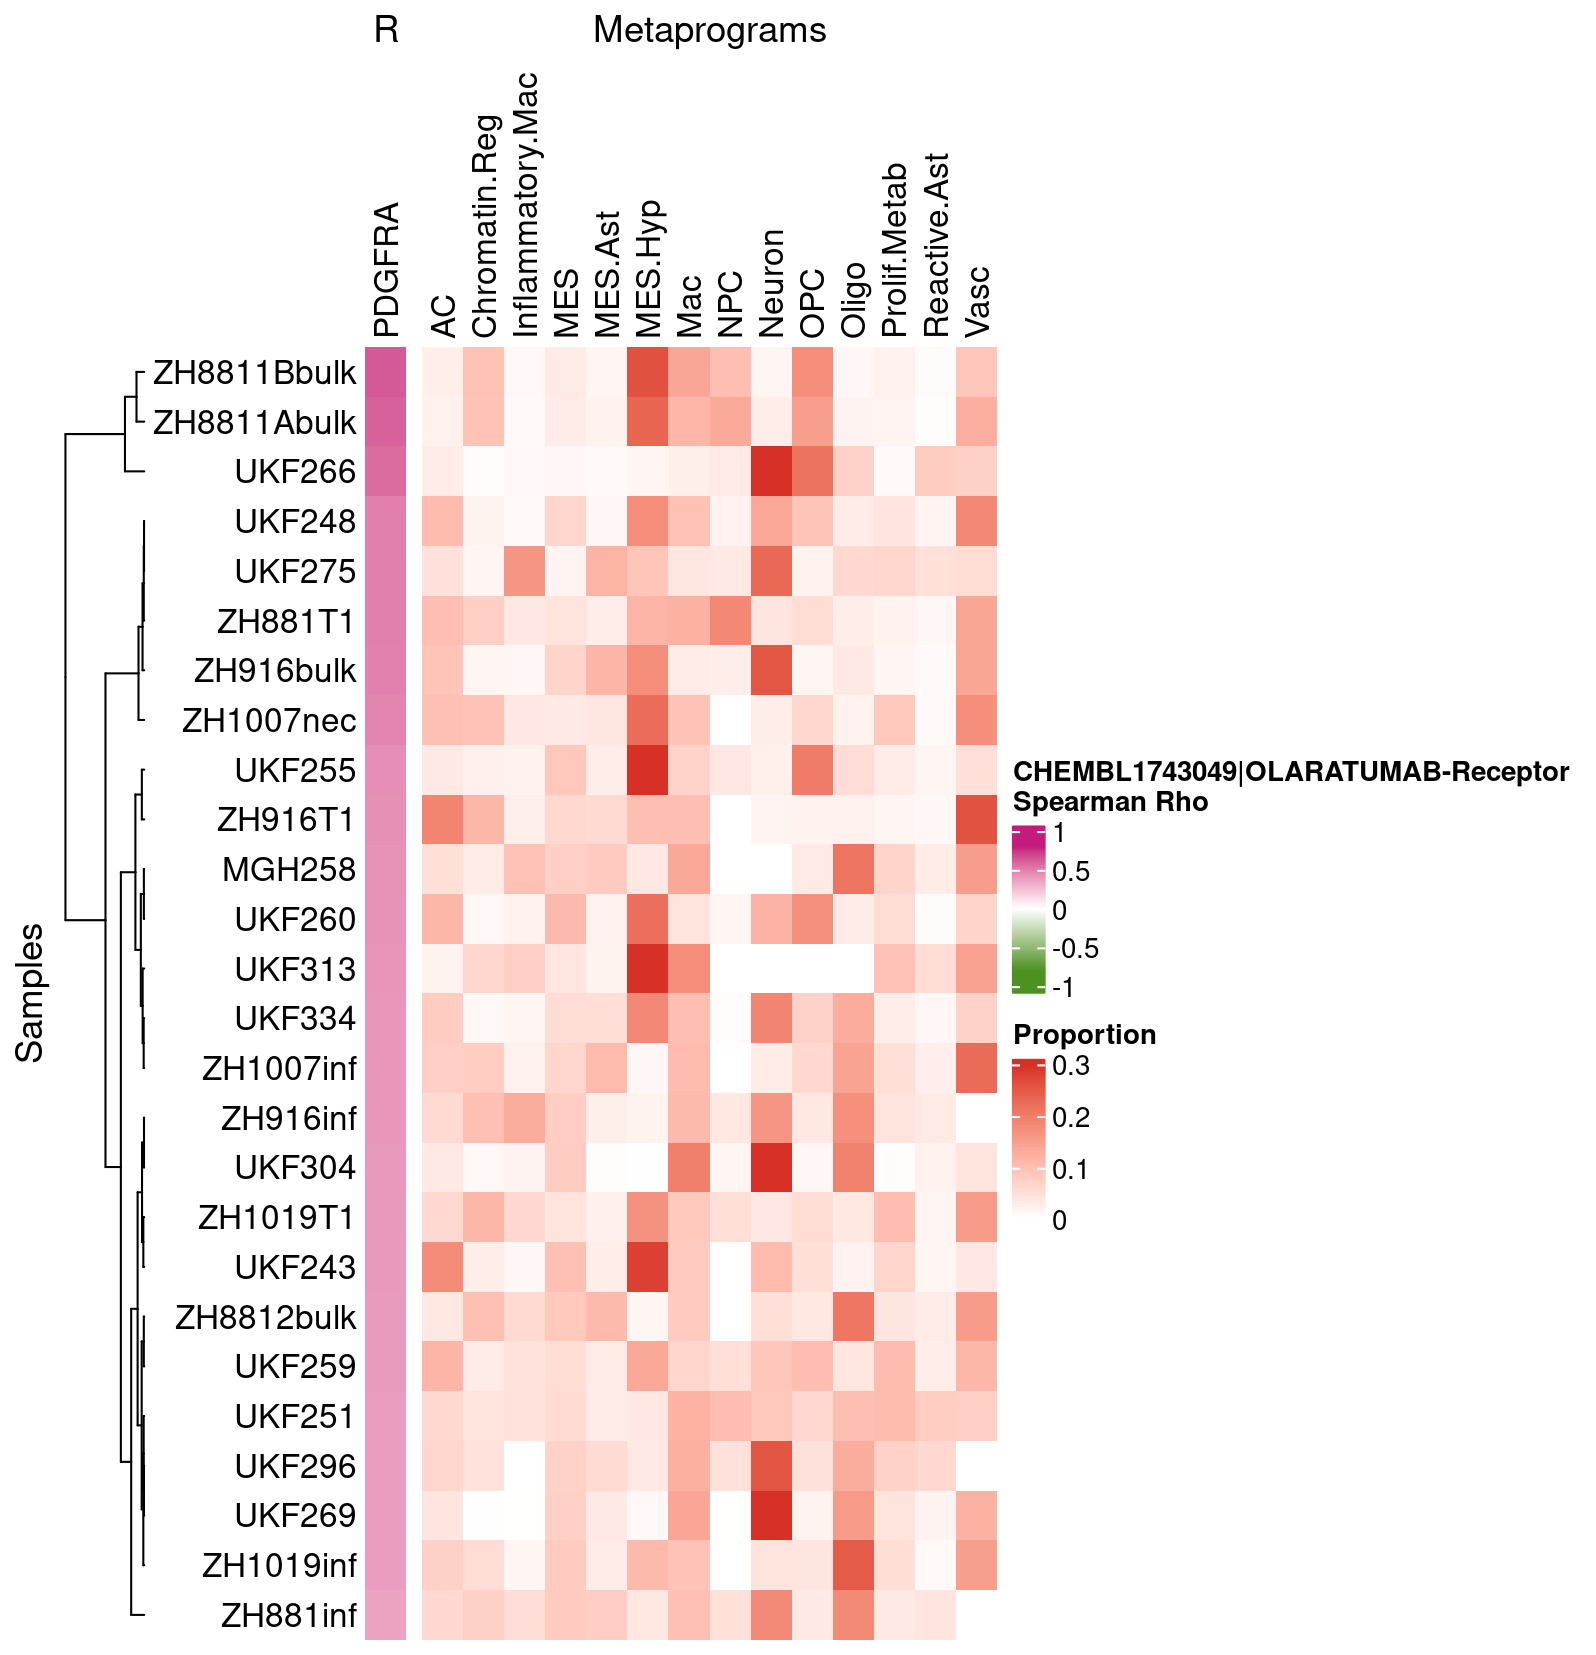 R
Metaprograms
PDGFRA
AC
Chromatin.Reg
Inflammatory.Mac
MES
MES.Ast
MES.Hyp
Mac
NPC
Neuron
OPC
Oligo
Prolif.Metab
Reactive.Ast
Vasc
Samples
ZH8811Bbulk
ZH8811Abulk
UKF266
UKF248
UKF275
ZH881T1
ZH916bulk
ZH1007nec
UKF255
ZH916T1
MGH258
UKF260
UKF313
UKF334
ZH1007inf
ZH916inf
UKF304
ZH1019T1
UKF243
ZH8812bulk
UKF259
UKF251
UKF296
UKF269
ZH1019inf
ZH881inf
CHEMBL1743049|OLARATUMAB-Receptor
Spearman Rho
1
0.5
0
-0.5
-1
Proportion
0.3
0.2
0.1
0